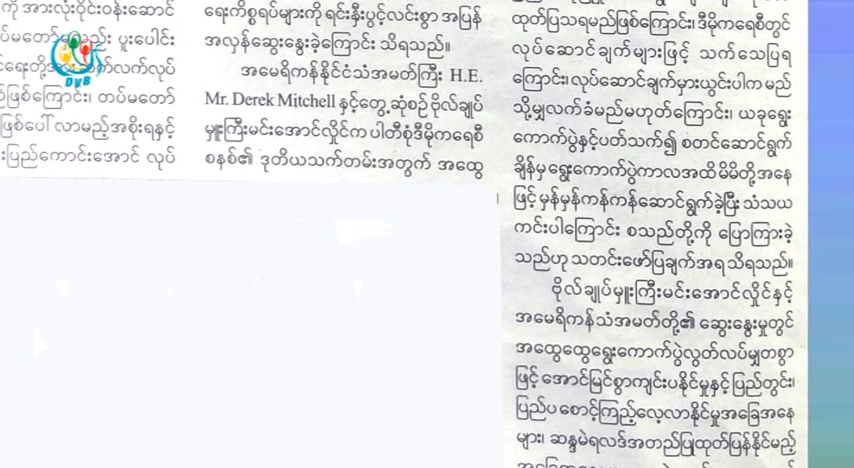 ကို အားလုံးဝိုင်းဝန်းဆောင်
ပူးပေါင်း
လက်လုပ်
ဖြစ်ကြောင်း၊ တပ်မတော်
ဖြစ်ပေါ်လာမည့်အစိုးရနှင့်
ပြည်ကောင်းအောင် လုပ်
DVB
ရေးကိစ္စရပ်များကို ရင်းနှီးပွင့်လင်းစွာ အပြန်
အလှန်ဆွေးနွေးခဲ့ကြောင်း သိရသည်။
အမေရိကန်နိုင်ငံသံအမတ်ကြီး H.E.
Mr. Derek Mitchell နှင့်တွေ့ဆုံစဉ် ဗိုလ်ချုပ်
မှူးကြီးမင်းအောင်လှိုင်က ပါတီစုံဒီမိုကရေစီ
စနစ်၏ ဒုတိယသက်တမ်းအတွက် အထွေ
ထုတ်ပြသရမည်ဖြစ်ကြောင်း၊ ဒီမိုကရေစီတွင်
လုပ်ဆောင်ချက်များဖြင့် သက်သေပြရ
ကြောင်း၊ လုပ်ဆောင်ချက်မှားယွင်းပါက မည်
သို့မျှလက်ခံမည်မဟုတ်ကြောင်း၊ ယခုရွေး
ကောက်ပွဲနှင့်ပတ်သက်၍ စတင်ဆောင်ရွက်
ချိန်မှ ရွေးကောက်ပွဲကာလအထိ မိမိတို့အနေ
ဖြင့် မှန်မှန်ကန်ကန်ဆောင်ရွက်ခဲ့ပြီး သံသယ
ကင်းပါကြောင်း စသည်တို့ကို ပြောကြားခဲ့
သည်ဟု သတင်းဖော်ပြချက်အရ သိရသည်။
ဗိုလ်ချုပ်မှူးကြီးမင်းအောင်လှိုင်နှင့်
အမေရိကန်သံအမတ်တို့၏ ဆွေးနွေးမှုတွင်
အထွေထွေရွေးကောက်ပွဲလွတ်လပ်မျှတစွာ
ဖြင့် အောင်မြင်စွာကျင်းပနိုင်မှုနှင့် ပြည်တွင်း၊
ပြည်ပ စောင့်ကြည့်လေ့လာနိုင်မှုအခြေအနေ
များ၊ ဆန္ဒမဲရလဒ်အတည်ပြုထုတ်ပြန်နိုင်မည့်